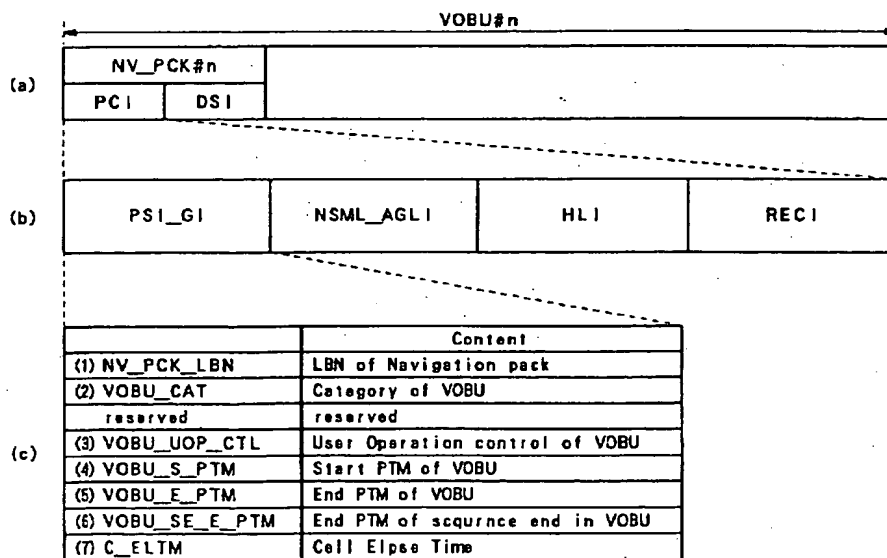 VOBU#n
(a)
NV_PCK#n
PCI DSI
(b)
PSI_GI NSML_AGLI HLI RECI
(c)
Content
(1) NV_PCK_LBN LBN of Navigation pack
(2) VOBU_CAT Category of VOBU
reserved reserved
(3) VOBU_UOP_CTL User Operation control of VOBU
(4) VOBU_S_PTM Start PTM of VOBU
(5) VOBU_E_PTM End PTM of VOBU
(6) VOBU_SE_E_PTM End PTM of scqurnce end in VOBU
(7) C_ELTM Cell Elpse Time